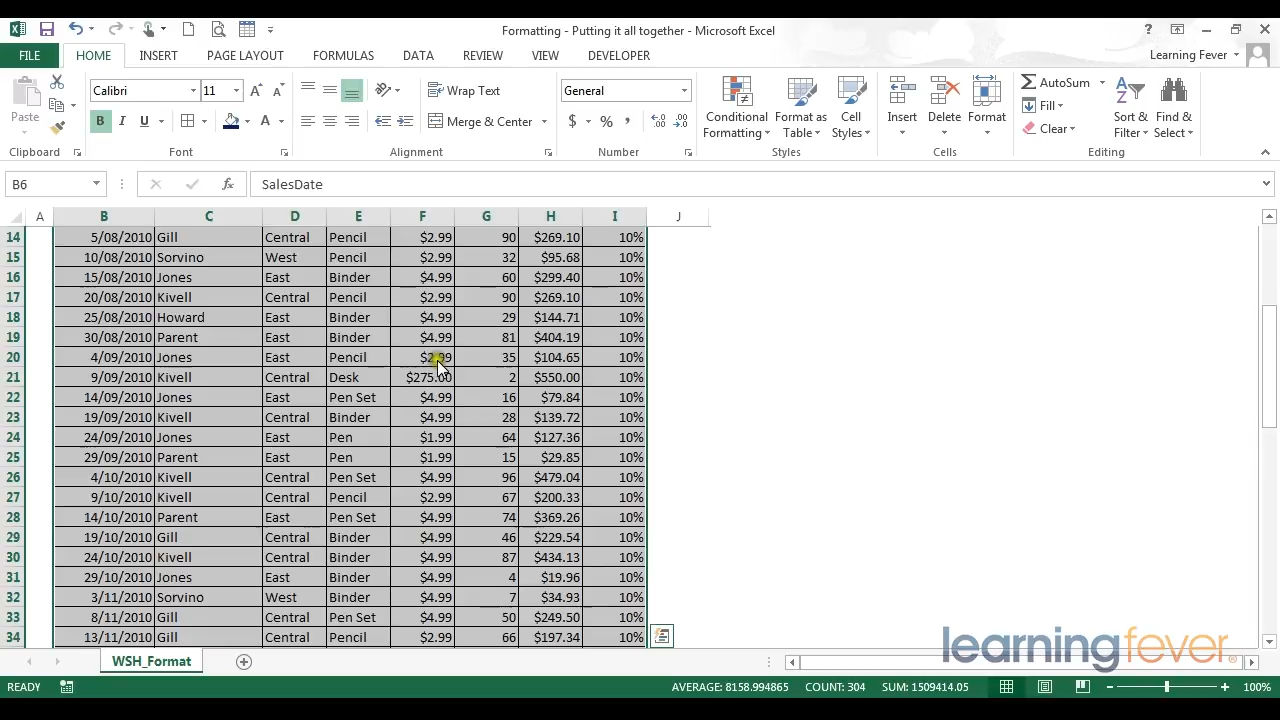 Formatting - Putting it all together - Microsoft Excel
?
FILE HOME INSERT PAGE LAYOUT FORMULAS DATA REVIEW VIEW DEVELOPER Learning Fever
Paste Calibri 11 Wrap Text General Conditional Formatting Format as Table Cell Styles Insert Delete Format AutoSum Sort & Filter Find & Select
B I U A Merge & Center $ % , Fill
Clear
Clipboard Font Alignment Number Styles Cells Editing
B6 fx SalesDate
A B C D E F G H I J
14 5/08/2010 Gill Central Pencil $2.99 90 $269.10 10%
15 10/08/2010 Sorvino West Pencil $2.99 32 $95.68 10%
16 15/08/2010 Jones East Binder $4.99 60 $299.40 10%
17 20/08/2010 Kivell Central Pencil $2.99 90 $269.10 10%
18 25/08/2010 Howard East Binder $4.99 29 $144.71 10%
19 30/08/2010 Parent East Binder $4.99 81 $404.19 10%
20 4/09/2010 Jones East Pencil $2.99 35 $104.65 10%
21 9/09/2010 Kivell Central Desk $275.00 2 $550.00 10%
22 14/09/2010 Jones East Pen Set $4.99 16 $79.84 10%
23 19/09/2010 Kivell Central Binder $4.99 28 $139.72 10%
24 24/09/2010 Jones East Pen $1.99 64 $127.36 10%
25 29/09/2010 Parent East Pen $1.99 15 $29.85 10%
26 4/10/2010 Kivell Central Pen Set $4.99 96 $479.04 10%
27 9/10/2010 Kivell Central Pencil $2.99 67 $200.33 10%
28 14/10/2010 Parent East Pen Set $4.99 74 $369.26 10%
29 19/10/2010 Gill Central Binder $4.99 46 $229.54 10%
30 24/10/2010 Kivell Central Binder $4.99 87 $434.13 10%
31 29/10/2010 Jones East Binder $4.99 4 $19.96 10%
32 3/11/2010 Sorvino West Binder $4.99 7 $34.93 10%
33 8/11/2010 Gill Central Pen Set $4.99 50 $249.50 10%
34 13/11/2010 Gill Central Pencil $2.99 66 $197.34 10%
learningfever
WSH_Format
READY AVERAGE: 8158.994865 COUNT: 304 SUM: 1509414.05 100%